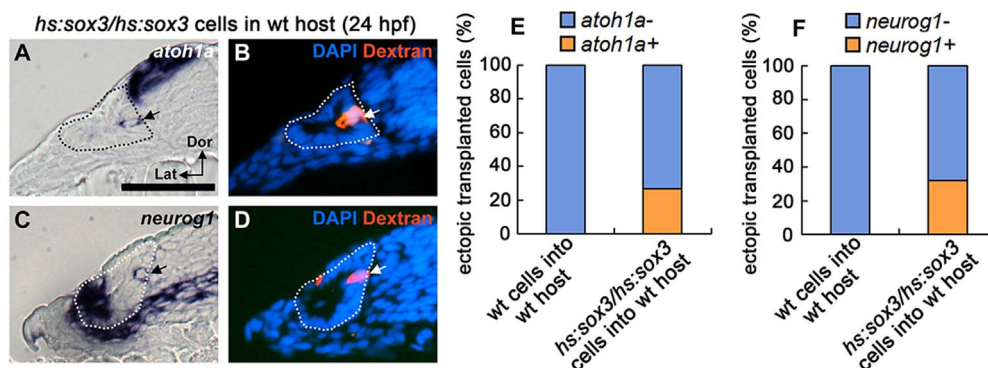 hs:sox3/hs:sox3 cells in wt host (24 hpf)
A
atoh1a
Dor
Lat
B
DAPI Dextran
C
neurog1
D
DAPI Dextran
E
atoh1a-
atoh1a+
ectopic transplanted cells (%)
100
80
60
40
20
0
wt cells into
wt host
hs:sox3/hs:sox3
cells into wt host
F
neurog1-
neurog1+
ectopic transplanted cells (%)
100
80
60
40
20
0
wt cells into
wt host
hs:sox3/hs:sox3
cells into wt host